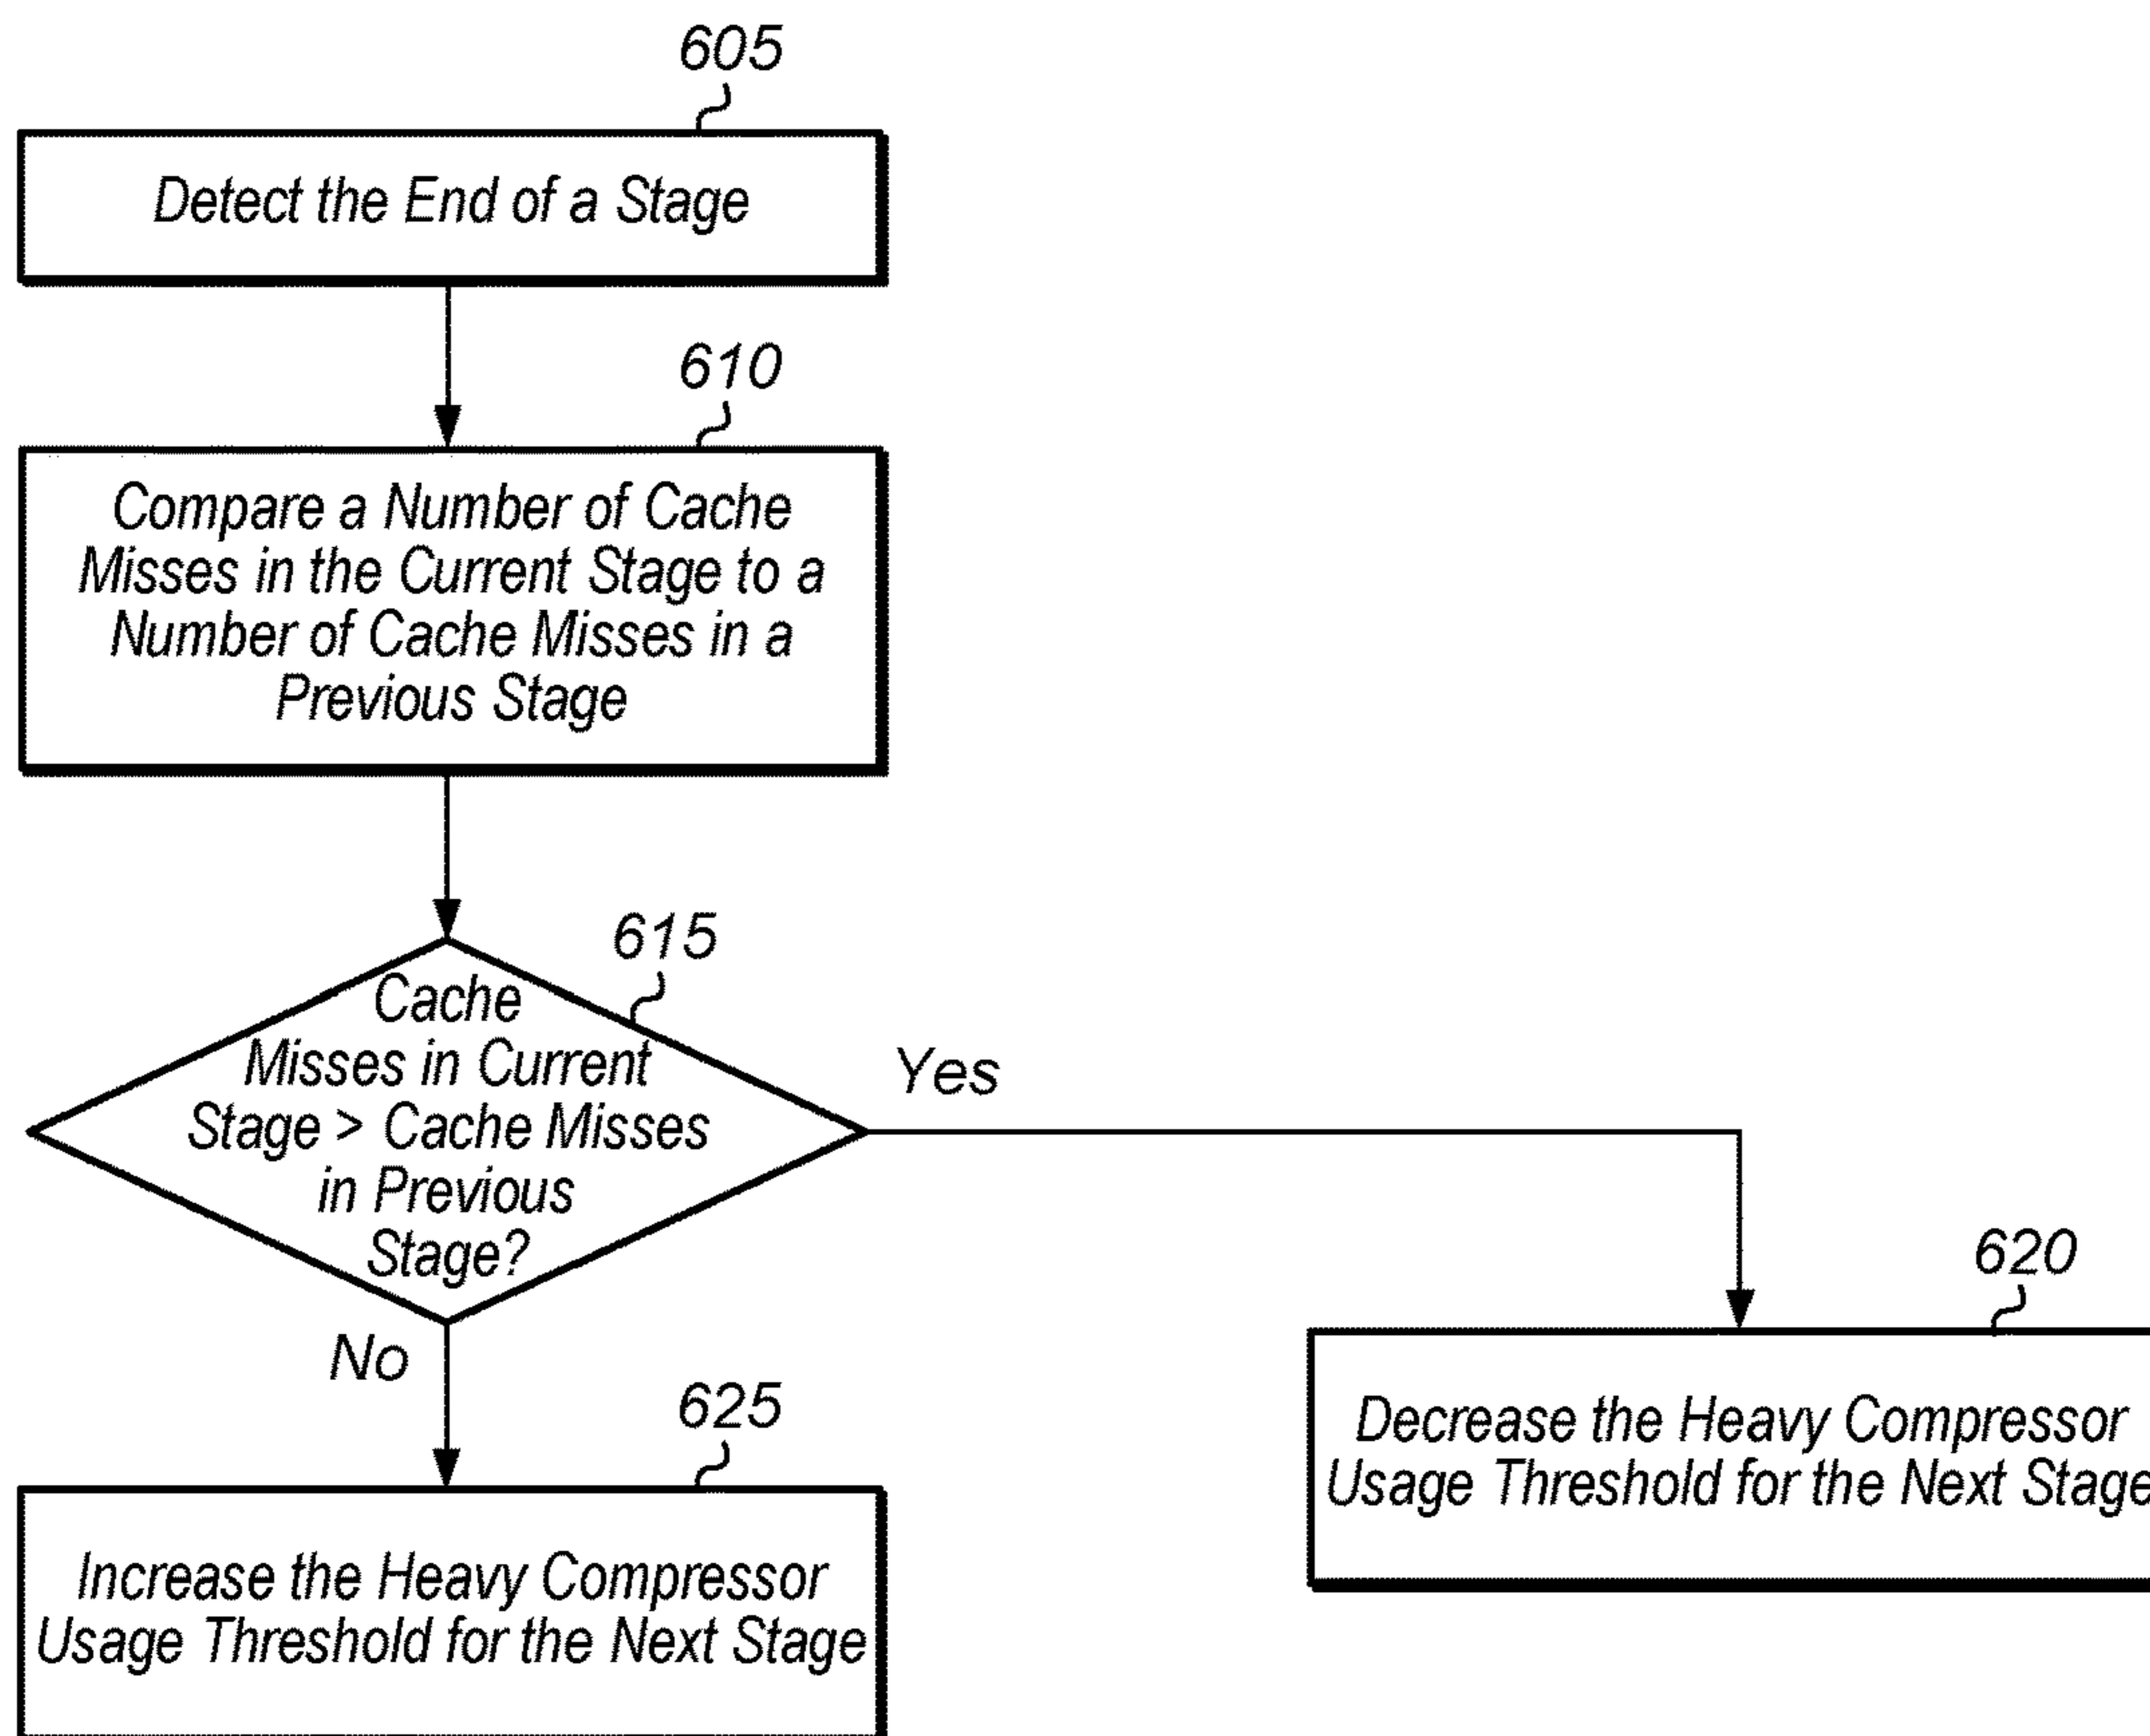 605
Detect the End of a Stage
610
Compare a Number of Cache
Misses in the Current Stage to a
Number of Cache Misses in a
Previous Stage
615
Cache
Misses in Current
Stage > Cache Misses
in Previous
Stage?
Yes
No
620
Decrease the Heavy Compressor
Usage Threshold for the Next Stage
625
Increase the Heavy Compressor
Usage Threshold for the Next Stage